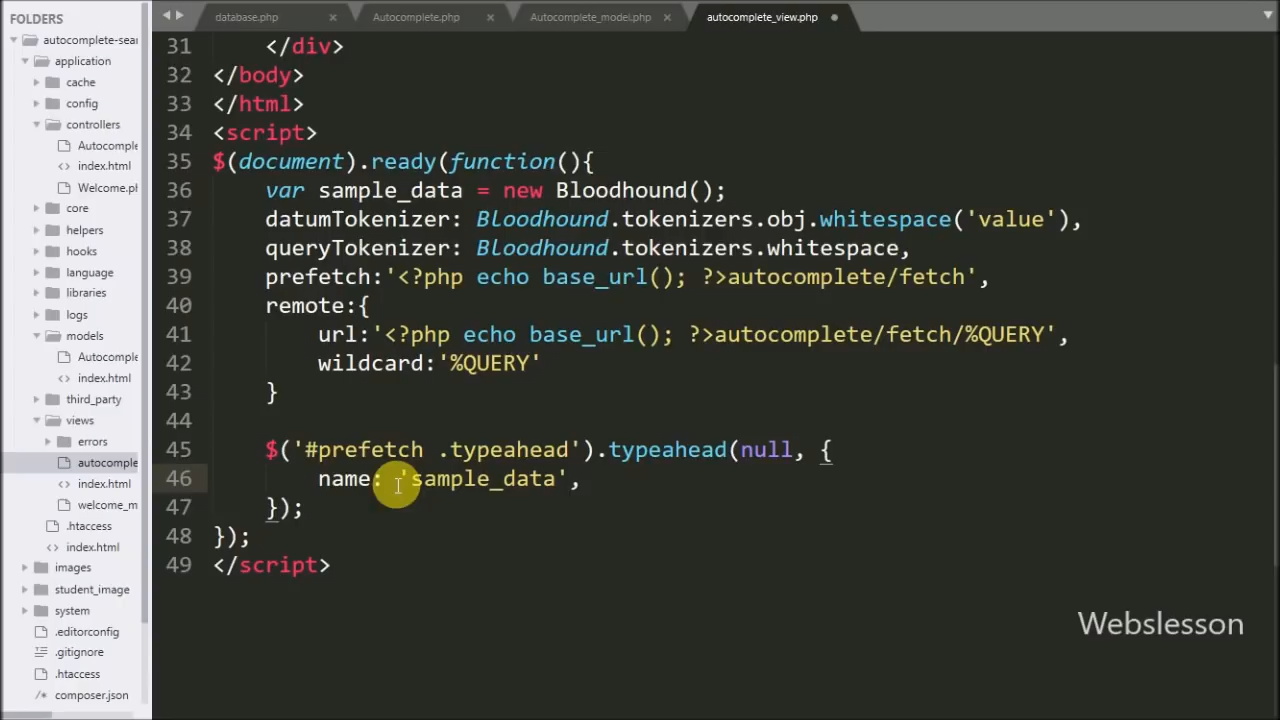 FOLDERS
autocomplete-sear
application
cache
config
controllers
Autocomple
index.html
Welcome.ph
core
helpers
hooks
language
libraries
logs
models
Autocomple
index.html
third_party
views
errors
autocomple
index.html
welcome_m
.htaccess
index.html
images
student_image
system
.editorconfig
.gitignore
.htaccess
composer.json
database.php
Autocomplete.php
Autocomplete_model.php
autocomplete_view.php
31 </div>
32 </body>
33 </html>
34 <script>
35 $(document).ready(function(){
36 var sample_data = new Bloodhound();
37 datumTokenizer: Bloodhound.tokenizers.obj.whitespace('value'),
38 queryTokenizer: Bloodhound.tokenizers.whitespace,
39 prefetch:'<?php echo base_url(); ?>autocomplete/fetch',
40 remote:{
41 url:'<?php echo base_url(); ?>autocomplete/fetch/%QUERY',
42 wildcard:'%QUERY'
43 }
44
45 $('#prefetch .typeahead').typeahead(null, {
46 name: 'sample_data',
47 });
48 });
49 </script>
Webslesson